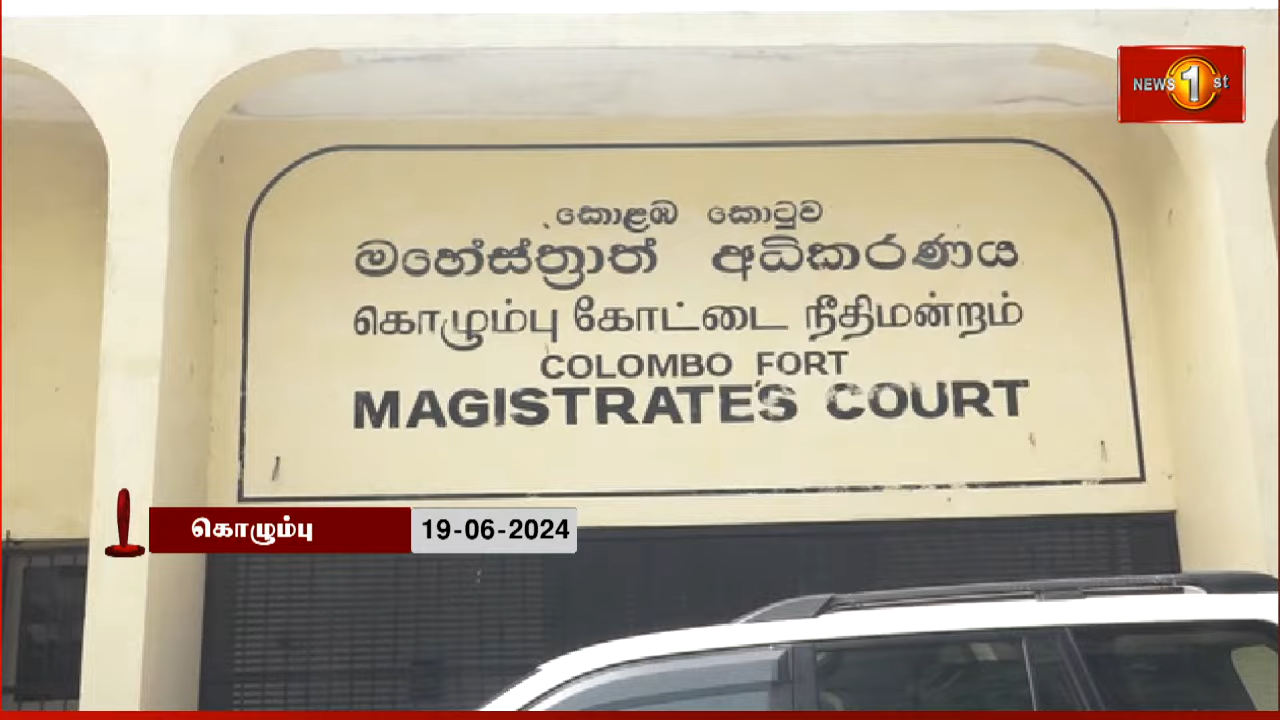 NEWS 1st
කොළඹ කොටුව
මහේස්ත්‍රාත් අධිකරණය
கொழும்பு கோட்டை நீதிமன்றம்
COLOMBO FORT
MAGISTRATE'S COURT
கொழும்பு 19-06-2024